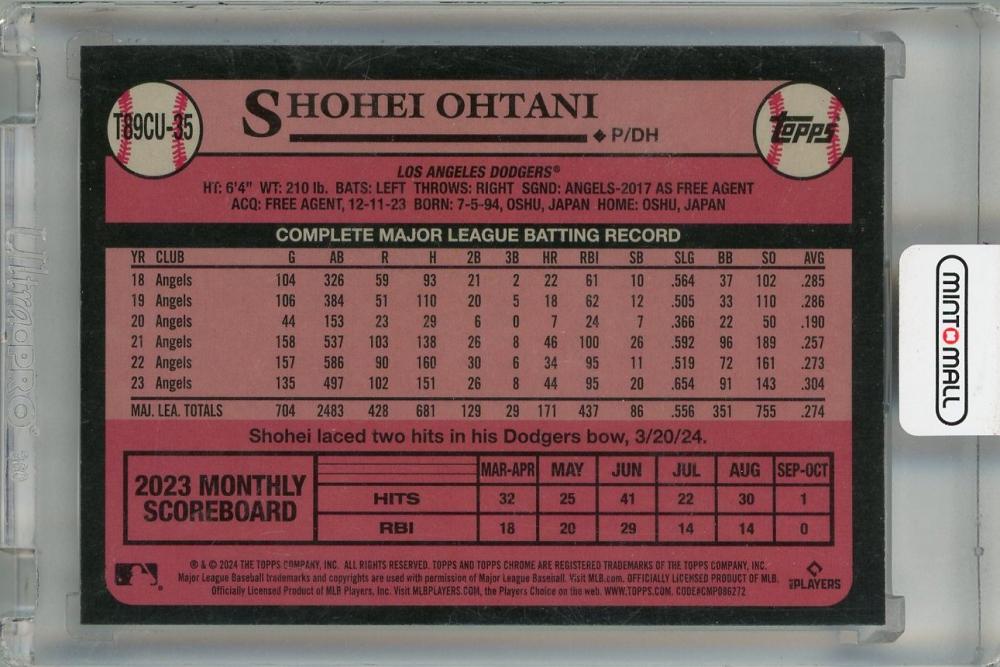 T89CU-35
SHOHEI OHTANI
◆ P/DH
topps
LOS ANGELES DODGERS®
HT: 6'4" WT: 210 lb. BATS: LEFT THROWS: RIGHT SGND: ANGELS-2017 AS FREE AGENT
ACQ: FREE AGENT, 12-11-23 BORN: 7-5-94, OSHU, JAPAN HOME: OSHU, JAPAN
COMPLETE MAJOR LEAGUE BATTING RECORD
YR CLUB G AB R H 2B 3B HR RBI SB SLG BB SO AVG
18 Angels 104 326 59 93 21 2 22 61 10 .564 37 102 .285
19 Angels 106 384 51 110 20 5 18 62 12 .505 33 110 .286
20 Angels 44 153 23 29 6 0 7 24 7 .366 22 50 .190
21 Angels 158 537 103 138 26 8 46 100 26 .592 96 189 .257
22 Angels 157 586 90 160 30 6 34 95 11 .519 72 161 .273
23 Angels 135 497 102 151 26 8 44 95 20 .654 91 143 .304
MAJ. LEA. TOTALS 704 2483 428 681 129 29 171 437 86 .556 351 755 .274
Shohei laced two hits in his Dodgers bow, 3/20/24.
2023 MONTHLY
SCOREBOARD
MAR-APR MAY JUN JUL AUG SEP-OCT
HITS 32 25 41 22 30 1
RBI 18 20 29 14 14 0
® & © 2024 THE TOPPS COMPANY, INC. ALL RIGHTS RESERVED. TOPPS AND TOPPS CHROME ARE REGISTERED TRADEMARKS OF THE TOPPS COMPANY, INC.
Major League Baseball trademarks and copyrights are used with permission of Major League Baseball. Visit MLB.com. OFFICIALLY LICENSED PRODUCT OF MLB.
Officially Licensed Product of MLB Players, Inc. Visit MLBPLAYERS.COM, the Players Choice on the web. WWW.TOPPS.COM. CODE#CMP086272
MLB PLAYERS
MINT MALL
UltraPRO